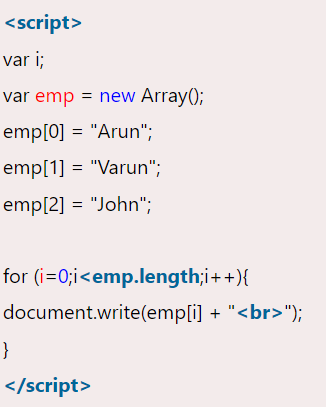 <script>
var i;
var emp = new Array();
emp[0] = "Arun";
emp[1] = "Varun";
emp[2] = "John";
for (i=0;i<emp.length;i++){
document.write(emp[i] + "<br>");
}
</script>